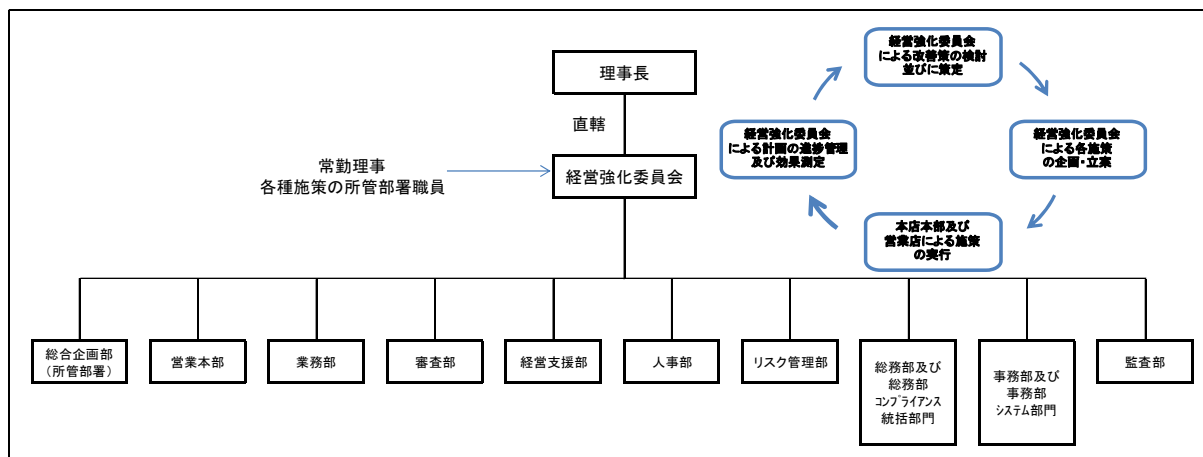 理事長
直轄
常勤理事
各種施策の所管部署職員
経営強化委員会
経営強化委員会
による改善策の検討
並びに策定
経営強化委員会
による計画の進捗管理
及び効果測定
経営強化委員会
による各施策
の企画・立案
本店本部及び
営業店による施策
の実行
総合企画部
（所管部署）
営業本部
業務部
審査部
経営支援部
人事部
リスク管理部
総務部及び
総務部
コンプライアンス
統括部門
事務部及び
事務部
システム部門
監査部